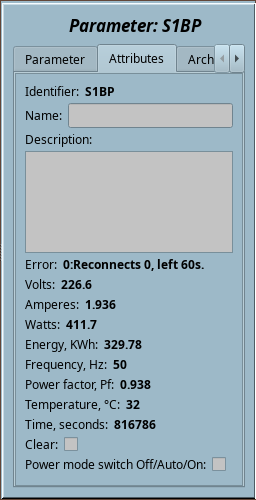 Parameter: S1BP
Parameter Attributes Arch
Identifier: S1BP
Name:
Description:
Error: 0:Reconnects 0, left 60s.
Volts: 226.6
Amperes: 1.936
Watts: 411.7
Energy, KWh: 329.78
Frequency, Hz: 50
Power factor, Pf: 0.938
Temperature, °C: 32
Time, seconds: 816786
Clear:
Power mode switch Off/Auto/On: